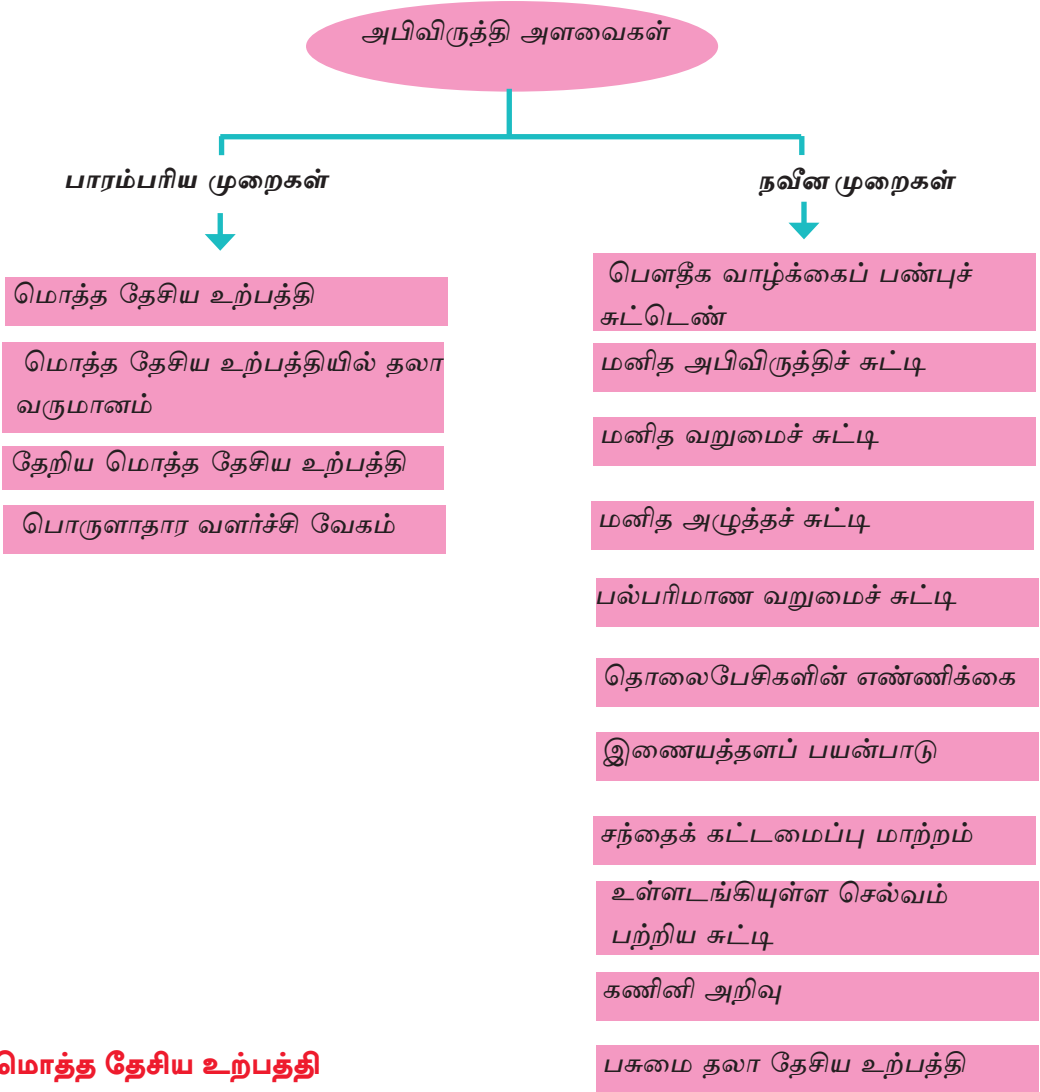 அபிவிருத்தி அளவைகள்
பாரம்பரிய முறைகள்
மொத்த தேசிய உற்பத்தி
மொத்த தேசிய உற்பத்தியில் தலா
வருமானம்
தேறிய மொத்த தேசிய உற்பத்தி
பொருளாதார வளர்ச்சி வேகம்
நவீன முறைகள்
பௌதீக வாழ்க்கைப் பண்புச்
சுட்டெண்
மனித அபிவிருத்திச் சுட்டி
மனித வறுமைச் சுட்டி
மனித அழுத்தச் சுட்டி
பல்பரிமாண வறுமைச் சுட்டி
தொலைபேசிகளின் எண்ணிக்கை
இணையத்தளப் பயன்பாடு
சந்தைக் கட்டமைப்பு மாற்றம்
உள்ளடங்கியுள்ள செல்வம்
பற்றிய சுட்டி
கணினி அறிவு
பசுமை தலா தேசிய உற்பத்தி
மொத்த தேசிய உற்பத்தி